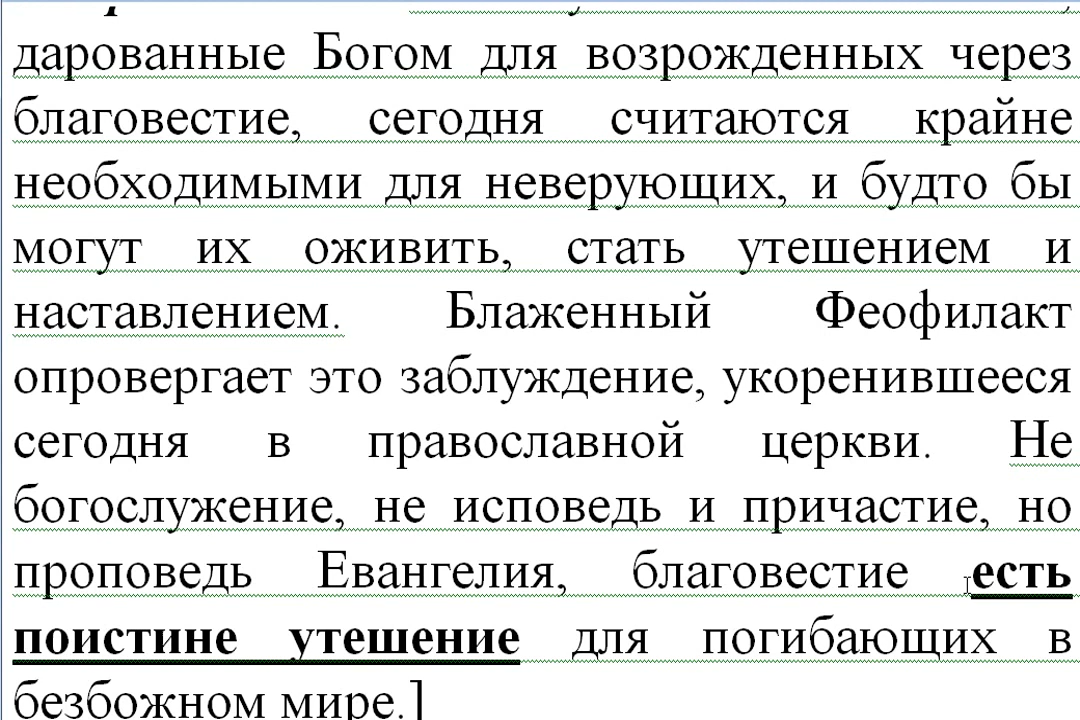 дарованные Богом для возрожденных через
благовестие, сегодня считаются крайне
необходимыми для неверующих, и будто бы
могут их оживить, стать утешением и
наставлением. Блаженный Феофилакт
опровергает это заблуждение, укоренившееся
сегодня в православной церкви. Не
богослужение, не исповедь и причастие, но
проповедь Евангелия, благовестие есть
поистине утешение для погибающих в
безбожном мире.]